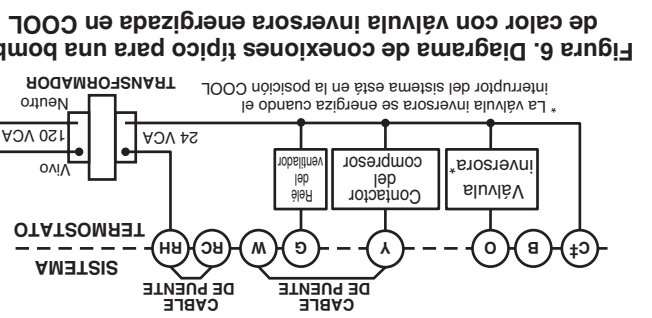 CABLE
DE PUENTE
CABLE
DE PUENTE
SISTEMA
TERMOSTATO
C‡
B
O
Y
G
W
RC
RH
Válvula
inversora*
Contactor
del
compresor
Relé
del
ventilador
24 VCA
Vivo
120 VCA
Neutro
TRANSFORMADOR
* La válvula inversora se energiza cuando el
interruptor del sistema está en la posición COOL
Figura 6. Diagrama de conexiones típico para una bomb
de calor con válvula inversora energizada en COOL